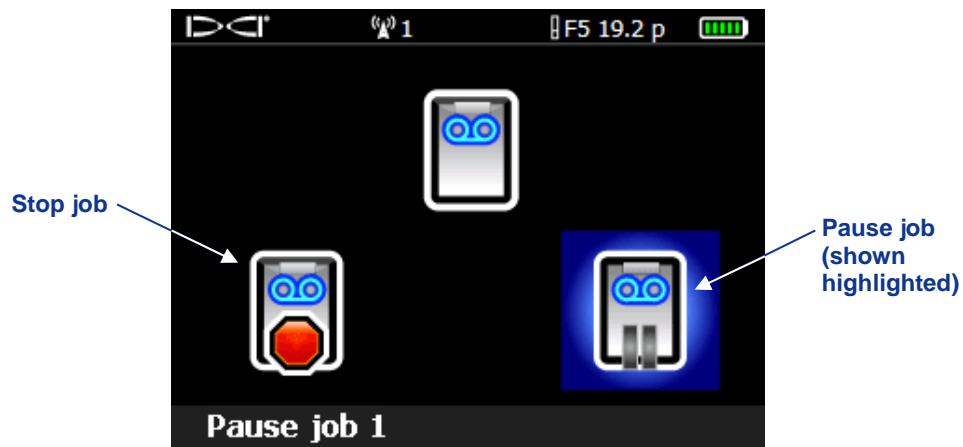 DCI
1
F5 19.2 p
Stop job
Pause job
(shown
highlighted)
Pause job 1